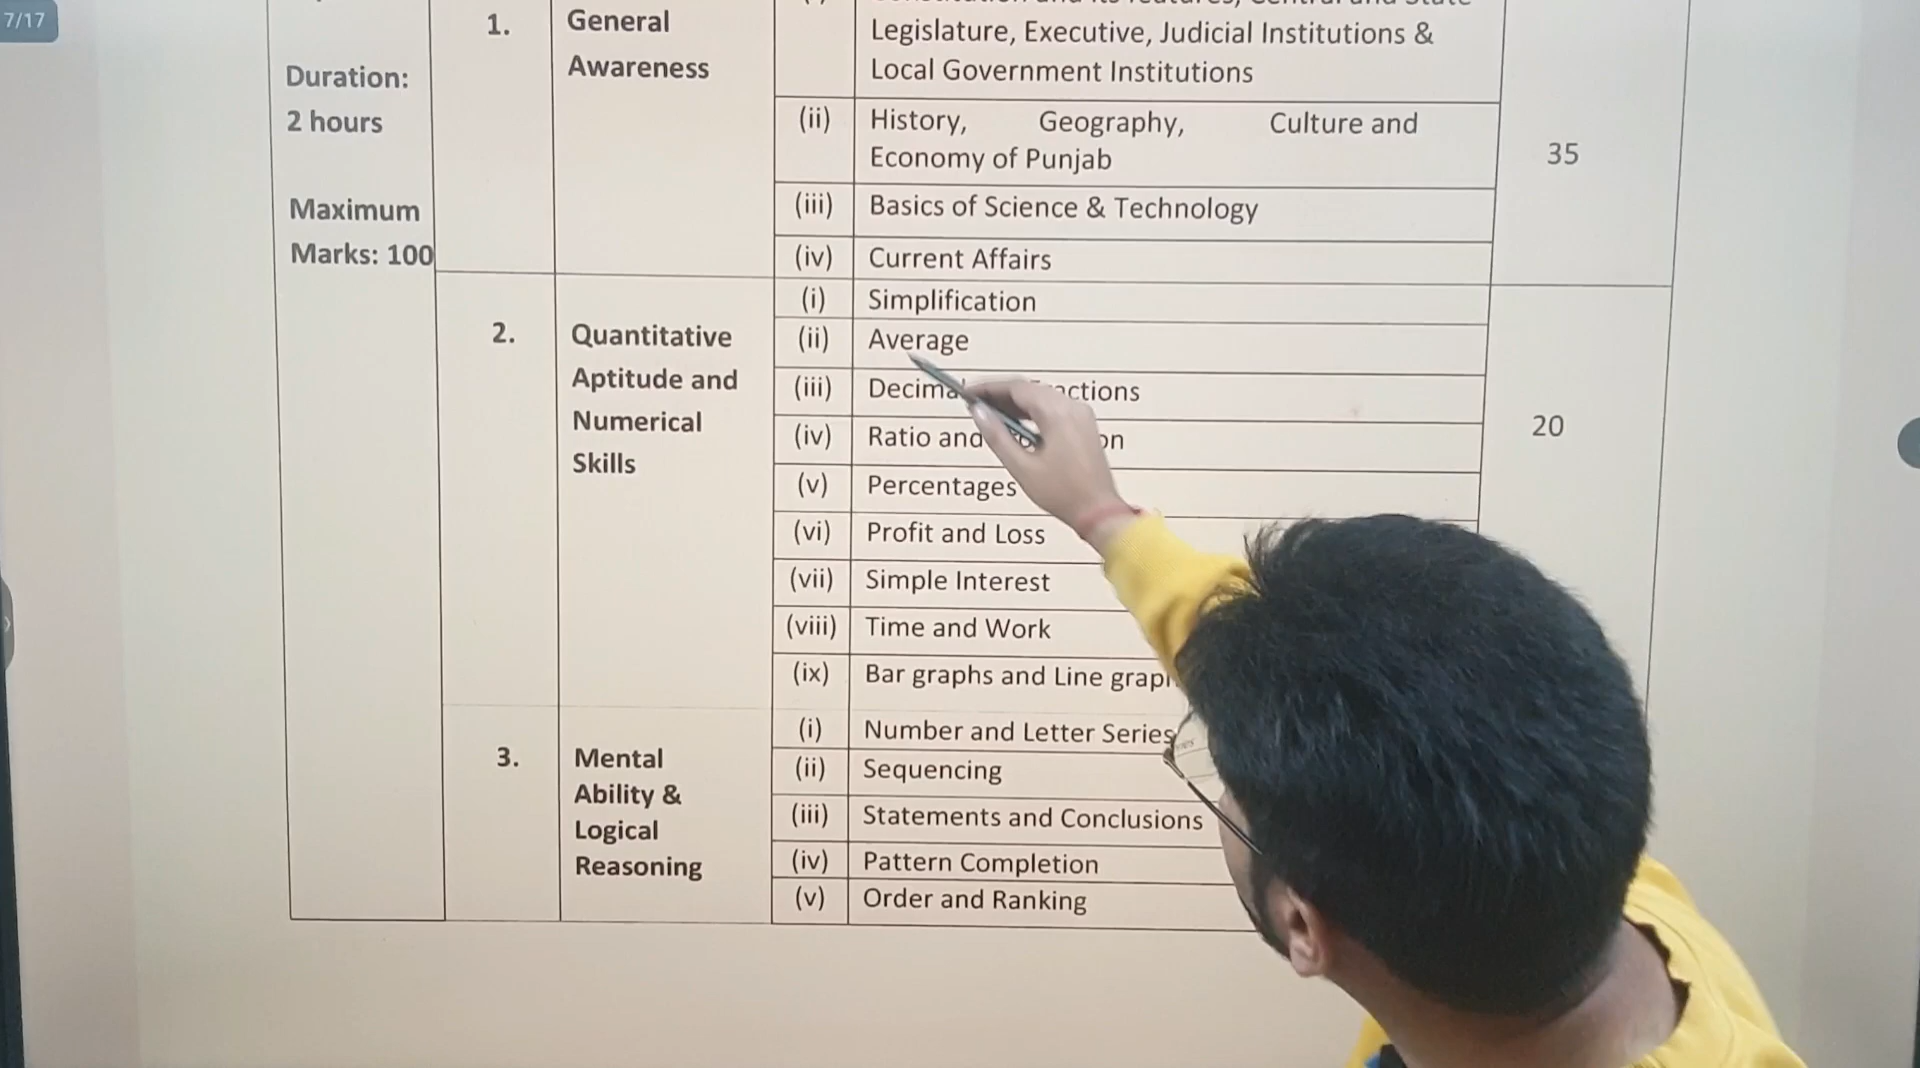 7/17
Duration:
2 hours
Maximum
Marks: 100
1.
General
Awareness
Legislature, Executive, Judicial Institutions &
Local Government Institutions
(ii) History, Geography, Culture and
Economy of Punjab
(iii) Basics of Science & Technology
(iv) Current Affairs
35
2.
Quantitative
Aptitude and
Numerical
Skills
(i) Simplification
(ii) Average
(iii)
(iv) Ratio and
(v) Percentages
(vi) Profit and Loss
(vii) Simple Interest
(viii) Time and Work
(ix) Bar graphs and Line
20
3.
Mental
Ability &
Logical
Reasoning
(i) Number and Letter Series
(ii) Sequencing
(iii) Statements and Conclusions
(iv) Pattern Completion
(v) Order and Ranking